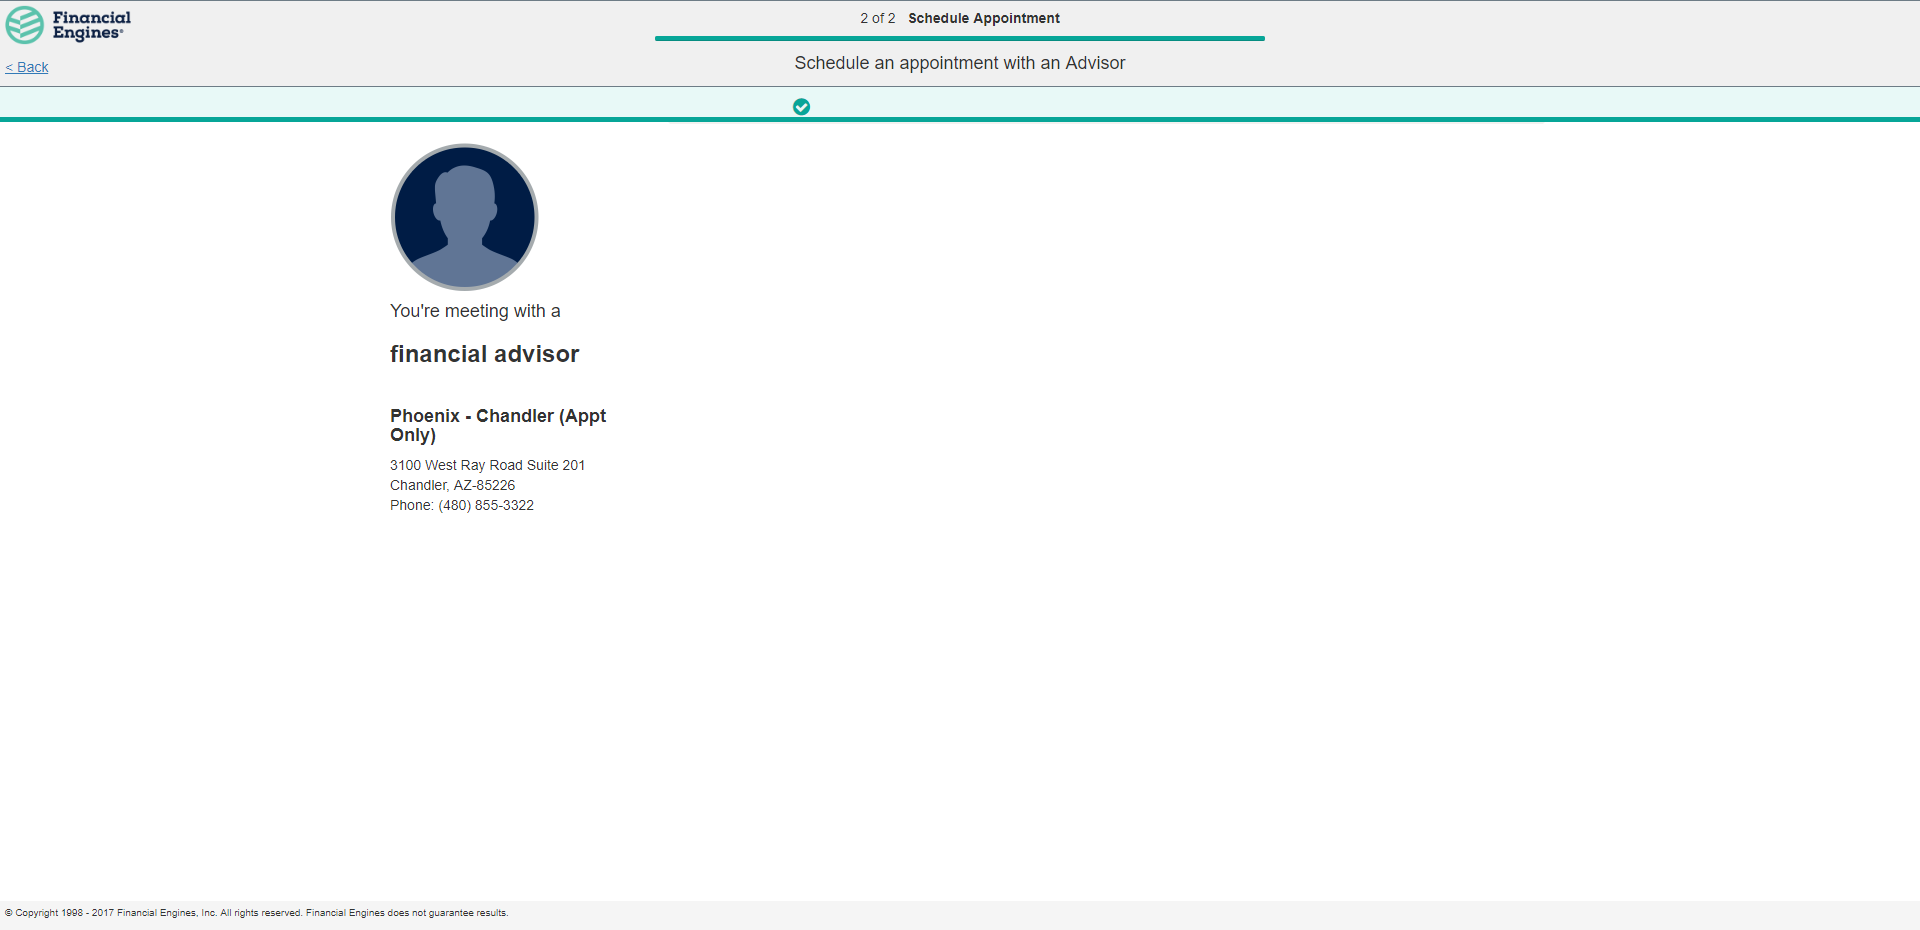 Financial
Engines®
2 of 2 Schedule Appointment
< Back
Schedule an appointment with an Advisor
You're meeting with a
financial advisor
Phoenix - Chandler (Appt
Only)
3100 West Ray Road Suite 201
Chandler, AZ-85226
Phone: (480) 855-3322
© Copyright 1998 - 2017 Financial Engines, Inc. All rights reserved. Financial Engines does not guarantee results.